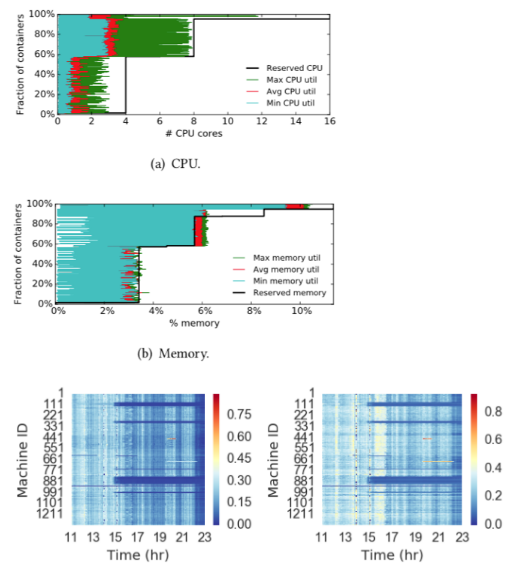 100%
80%
60%
40%
20%
0%
Fraction of containers
Reserved CPU
Max CPU util
Avg CPU util
Min CPU util
0 2 4 6 8 10 12 14 16
# CPU cores
(a) CPU.
100%
80%
60%
40%
20%
0%
Fraction of containers
Max memory util
Avg memory util
Min memory util
Reserved memory
0% 2% 4% 6% 8% 10%
% memory
(b) Memory.
Machine ID
1
111
221
331
441
551
661
771
881
991
1101
1211
11 13 15 17 19 21 23
Time (hr)
0.75
0.60
0.45
0.30
0.15
0.00
Machine ID
1
111
221
331
441
551
661
771
881
991
1101
1211
11 13 15 17 19 21 23
Time (hr)
0.8
0.6
0.4
0.2
0.0